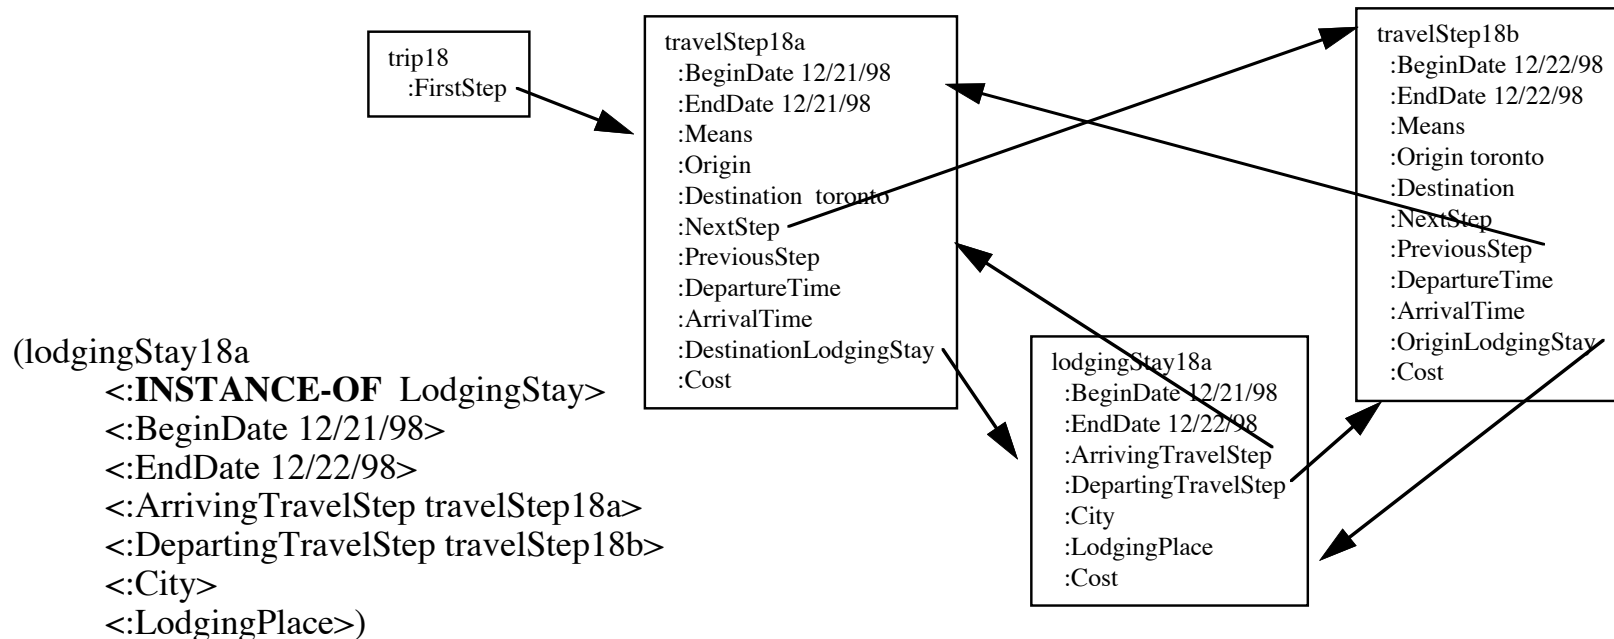 trip18
:FirstStep
travelStep18a
:BeginDate 12/21/98
:EndDate 12/21/98
:Means
:Origin
:Destination  toronto
:NextStep
:PreviousStep
:DepartureTime
:ArrivalTime
:DestinationLodgingStay
:Cost
travelStep18b
:BeginDate 12/22/98
:EndDate 12/22/98
:Means
:Origin toronto
:Destination
:NextStep
:PreviousStep
:DepartureTime
:ArrivalTime
:OriginLodgingStay
:Cost
lodgingStay18a
:BeginDate 12/21/98
:EndDate 12/22/98
:ArrivingTravelStep
:DepartingTravelStep
:City
:LodgingPlace
:Cost
(lodgingStay18a
<:INSTANCE-OF  LodgingStay>
<:BeginDate 12/21/98>
<:EndDate 12/22/98>
<:ArrivingTravelStep travelStep18a>
<:DepartingTravelStep travelStep18b>
<:City>
<:LodgingPlace>)